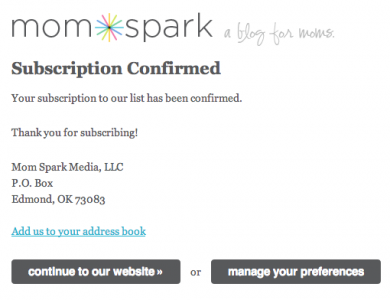 mom spark a blog for moms.
Subscription Confirmed
Your subscription to our list has been confirmed.
Thank you for subscribing!
Mom Spark Media, LLC
P.O. Box
Edmond, OK 73083
Add us to your address book
continue to our website » or manage your preferences